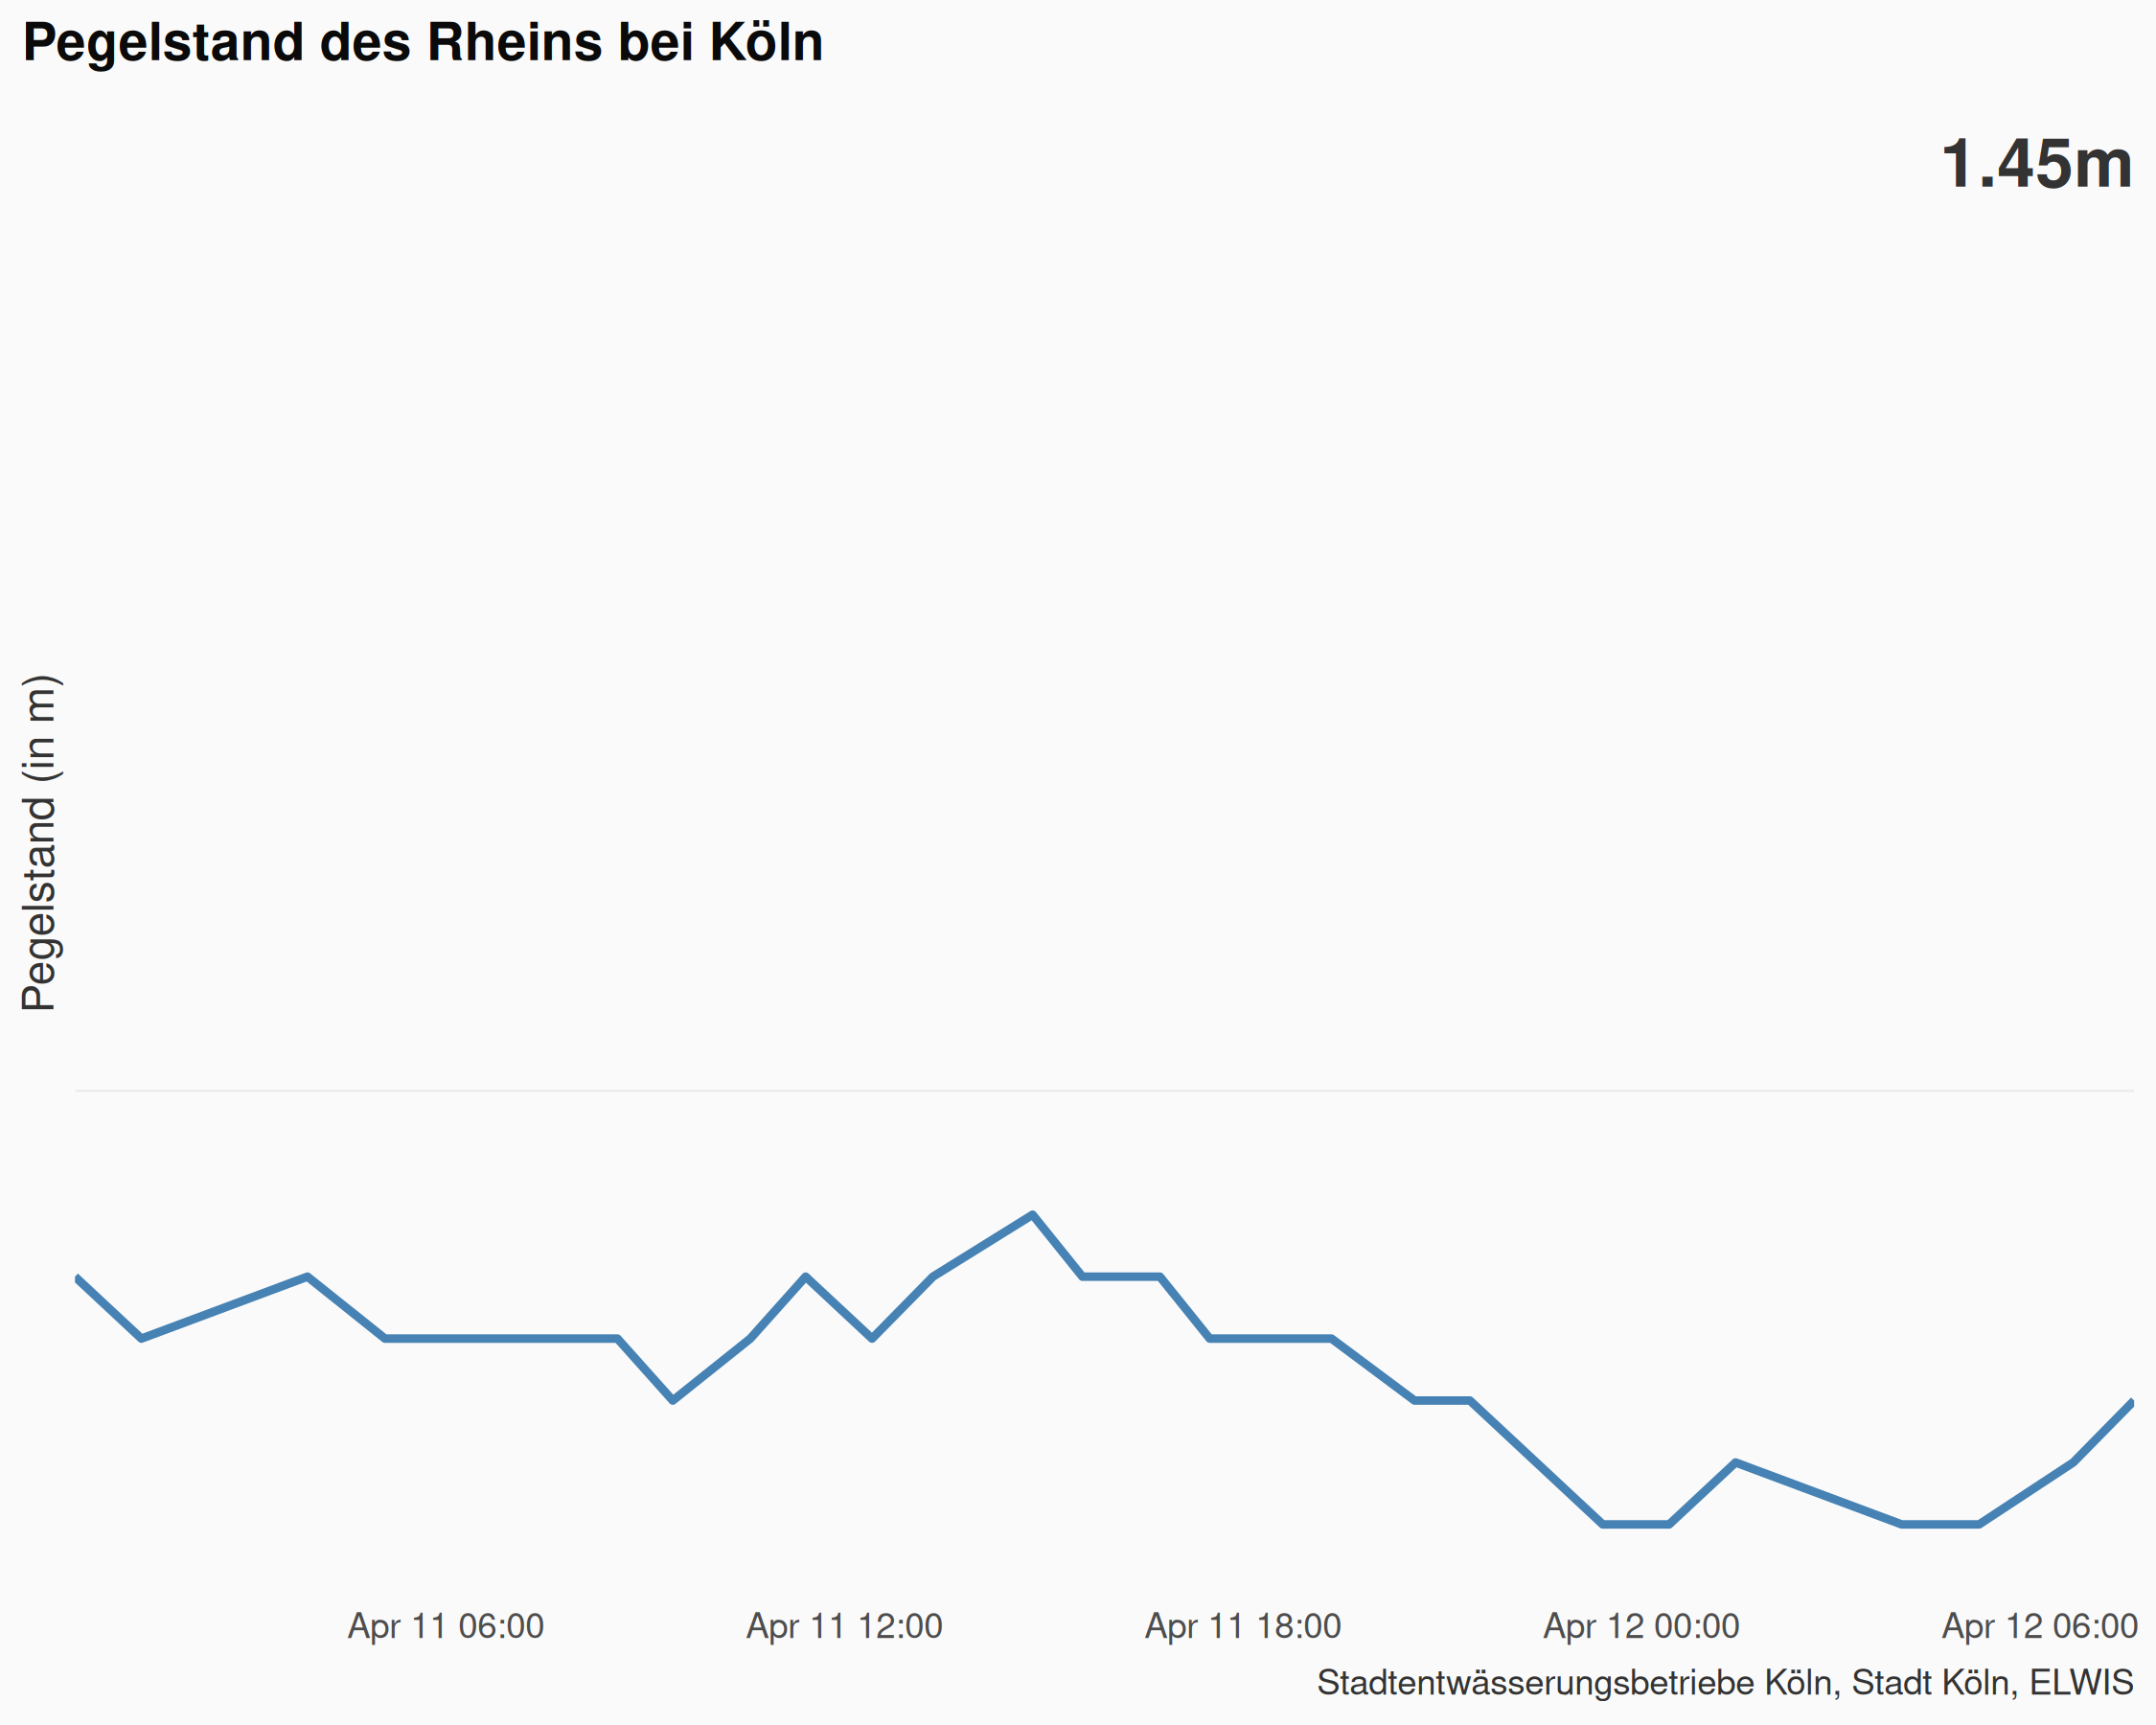 Pegelstand des Rheins bei Köln
1.45m
Pegelstand (in m)
Apr 11 06:00
Apr 11 12:00
Apr 11 18:00
Apr 12 00:00
Apr 12 06:00
Stadtentwässerungsbetriebe Köln, Stadt Köln, ELWIS